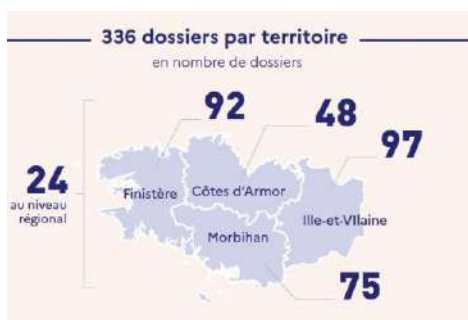 336 dossiers par territoire
en nombre de dossiers
92
48
97
24
au niveau
régional
Finistère
Côtes d'Armor
Ille-et-VIlaine
Morbihan
75